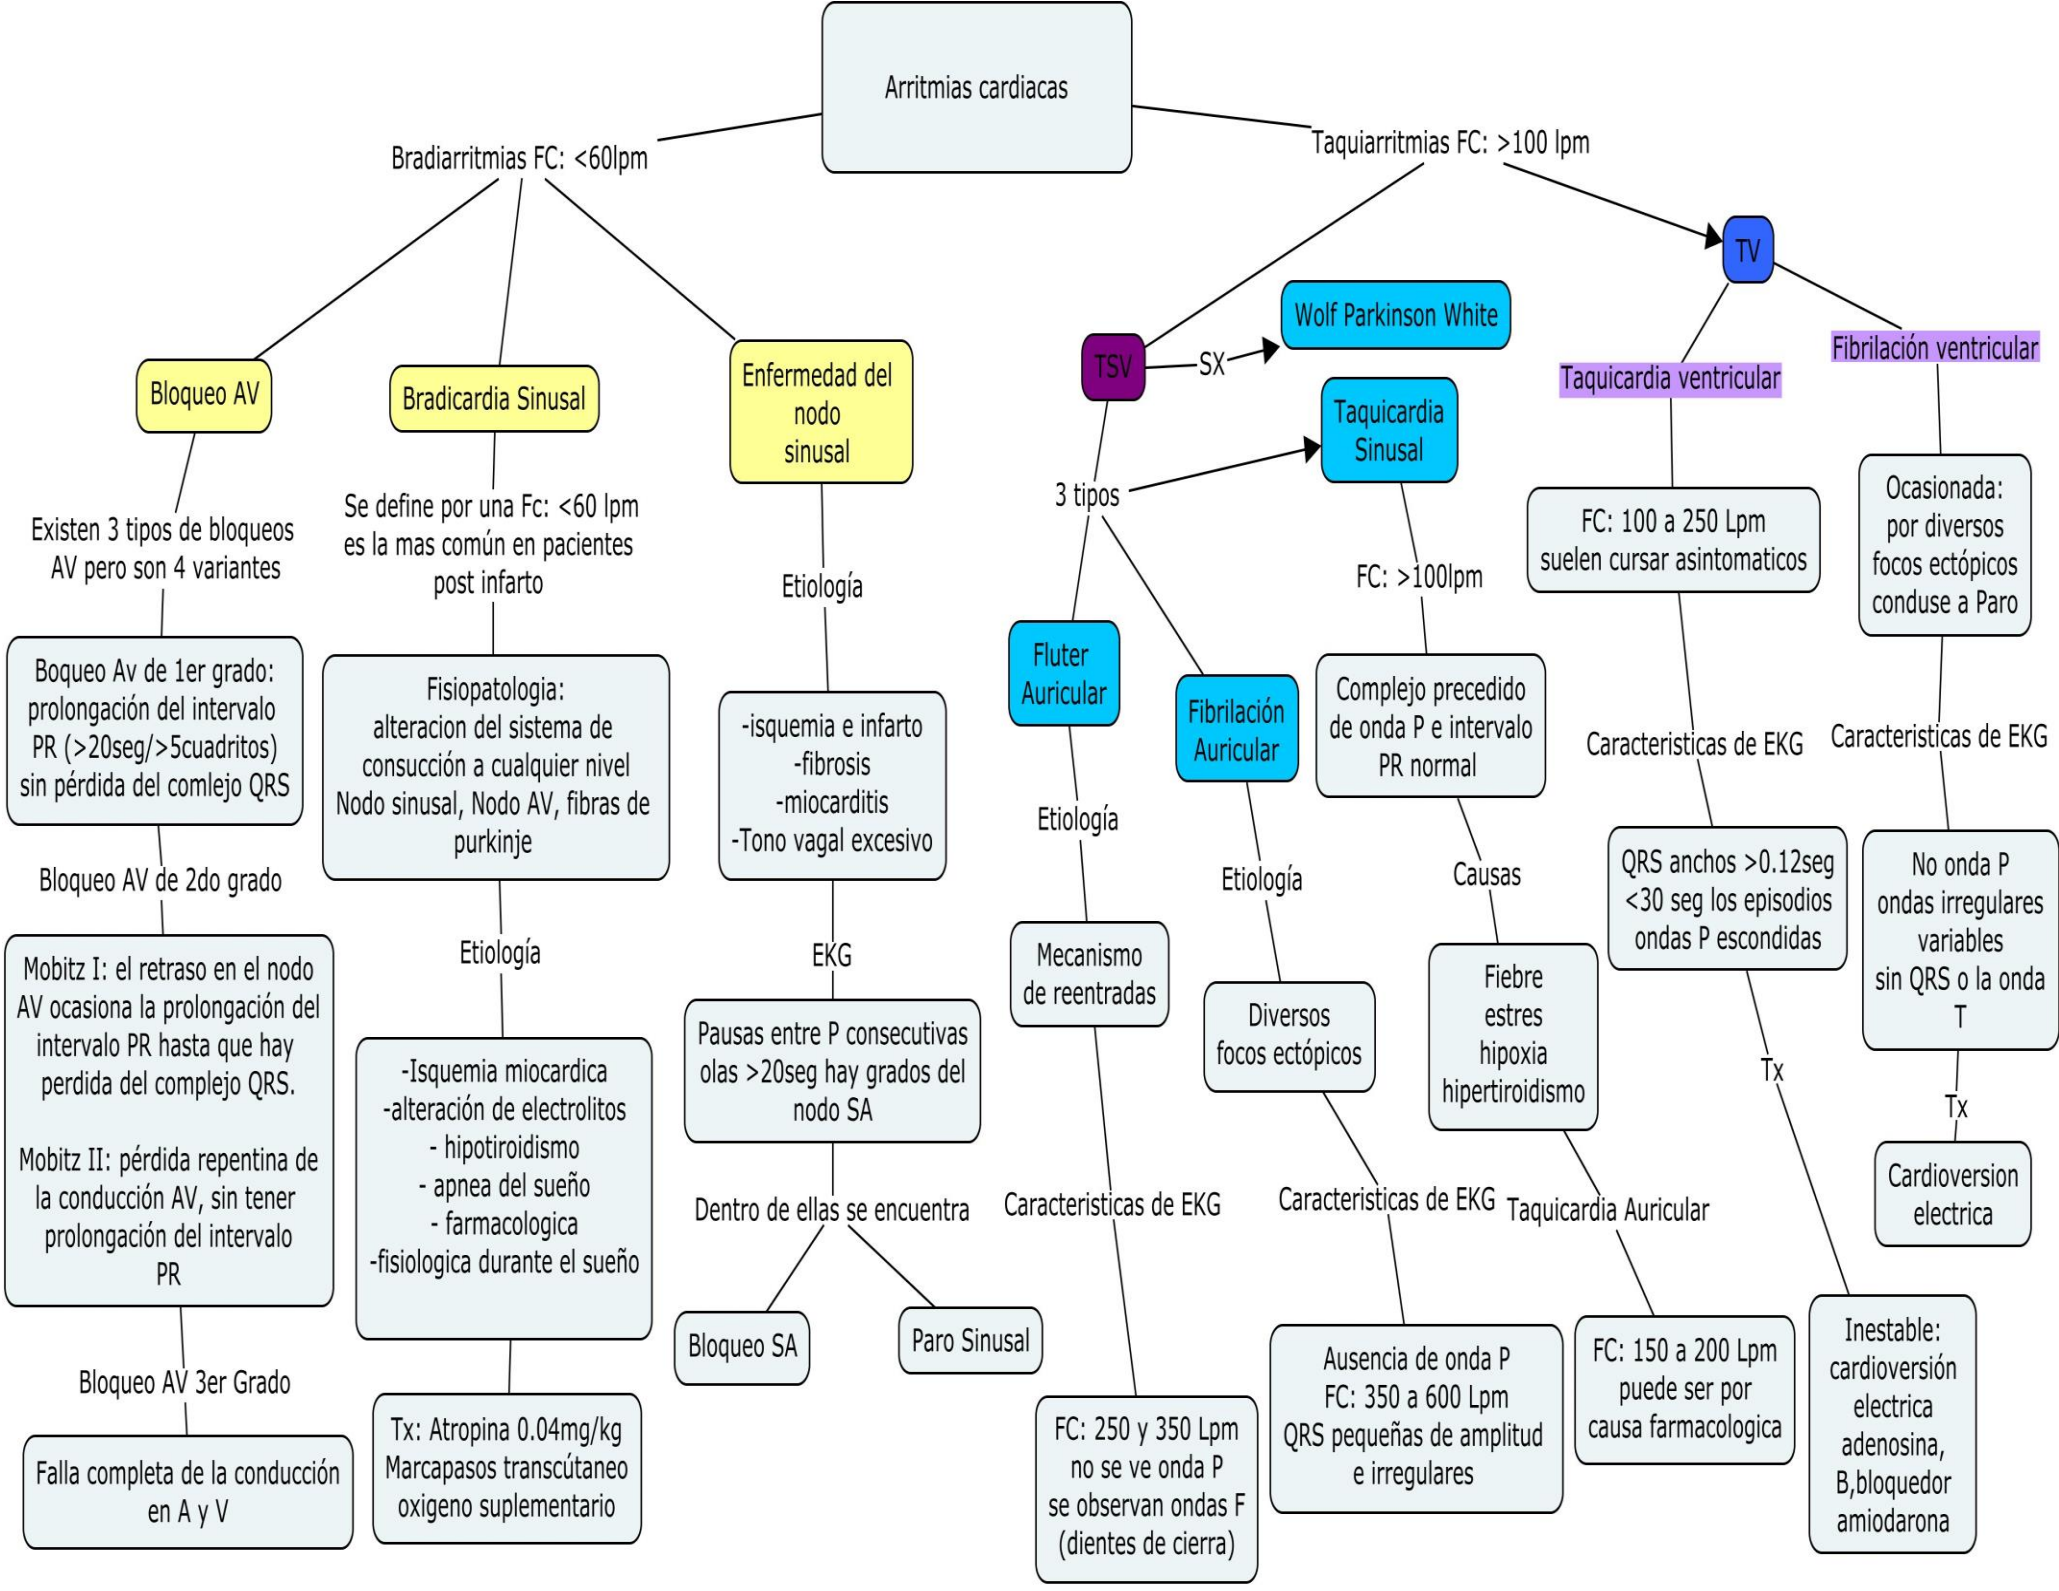 Arritmias cardiacas
Bradiarritmias FC: <60lpm
Bloqueo AV
Existen 3 tipos de bloqueos
AV pero son 4 variantes
Boqueo Av de 1er grado:
prolongación del intervalo
PR (>20seg/>5cuadritos)
sin pérdida del comlejo QRS
Bloqueo AV de 2do grado
Mobitz I: el retraso en el nodo
AV ocasiona la prolongación del
intervalo PR hasta que hay
perdida del complejo QRS.
Mobitz II: pérdida repentina de
la conducción AV, sin tener
prolongación del intervalo
PR
Bloqueo AV 3er Grado
Falla completa de la conducción
en A y V
Bradicardia Sinusal
Se define por una Fc: <60 lpm
es la mas común en pacientes
post infarto
Fisiopatologia:
alteracion del sistema de
consucción a cualquier nivel
Nodo sinusal, Nodo AV, fibras de
purkinje
Etiología
-Isquemia miocardica
-alteración de electrolitos
- hipotiroidismo
- apnea del sueño
- farmacologica
-fisiologica durante el sueño
Tx: Atropina 0.04mg/kg
Marcapasos transcútaneo
oxigeno suplementario
Enfermedad del
nodo
sinusal
Etiología
-isquemia e infarto
-fibrosis
-miocarditis
-Tono vagal excesivo
EKG
Pausas entre P consecutivas
olas >20seg hay grados del
nodo SA
Dentro de ellas se encuentra
Bloqueo SA
Paro Sinusal
Taquiarritmias FC: >100 lpm
TSV
SX
Wolf Parkinson White
3 tipos
Fluter
Auricular
Etiología
Mecanismo
de reentradas
Caracteristicas de EKG
FC: 250 y 350 Lpm
no se ve onda P
se observan ondas F
(dientes de cierra)
Fibrilación
Auricular
Etiología
Diversos
focos ectópicos
Caracteristicas de EKG
Ausencia de onda P
FC: 350 a 600 Lpm
QRS pequeñas de amplitud
e irregulares
Taquicardia
Sinusal
FC: >100lpm
Complejo precedido
de onda P e intervalo
PR normal
Causas
Fiebre
estres
hipoxia
hipertiroidismo
Taquicardia Auricular
FC: 150 a 200 Lpm
puede ser por
causa farmacologica
TV
Taquicardia ventricular
FC: 100 a 250 Lpm
suelen cursar asintomaticos
Caracteristicas de EKG
QRS anchos >0.12seg
<30 seg los episodios
ondas P escondidas
Tx
Inestable:
cardioversión
electrica
adenosina,
B,bloquedor
amiodarona
Fibrilación ventricular
Ocasionada:
por diversos
focos ectópicos
conduse a Paro
Caracteristicas de EKG
No onda P
ondas irregulares
variables
sin QRS o la onda
T
Tx
Cardioversion
electrica